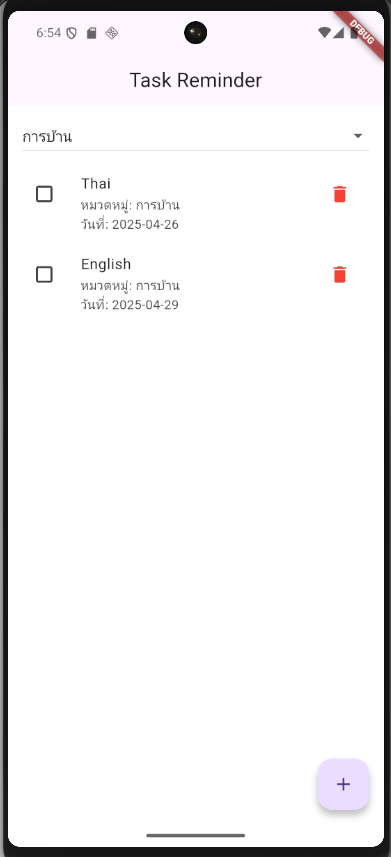 6:54
DEBUG
Task Reminder
การบ้าน
Thai
หมวดหมู่: การบ้าน
วันที่: 2025-04-26
English
หมวดหมู่: การบ้าน
วันที่: 2025-04-29
+